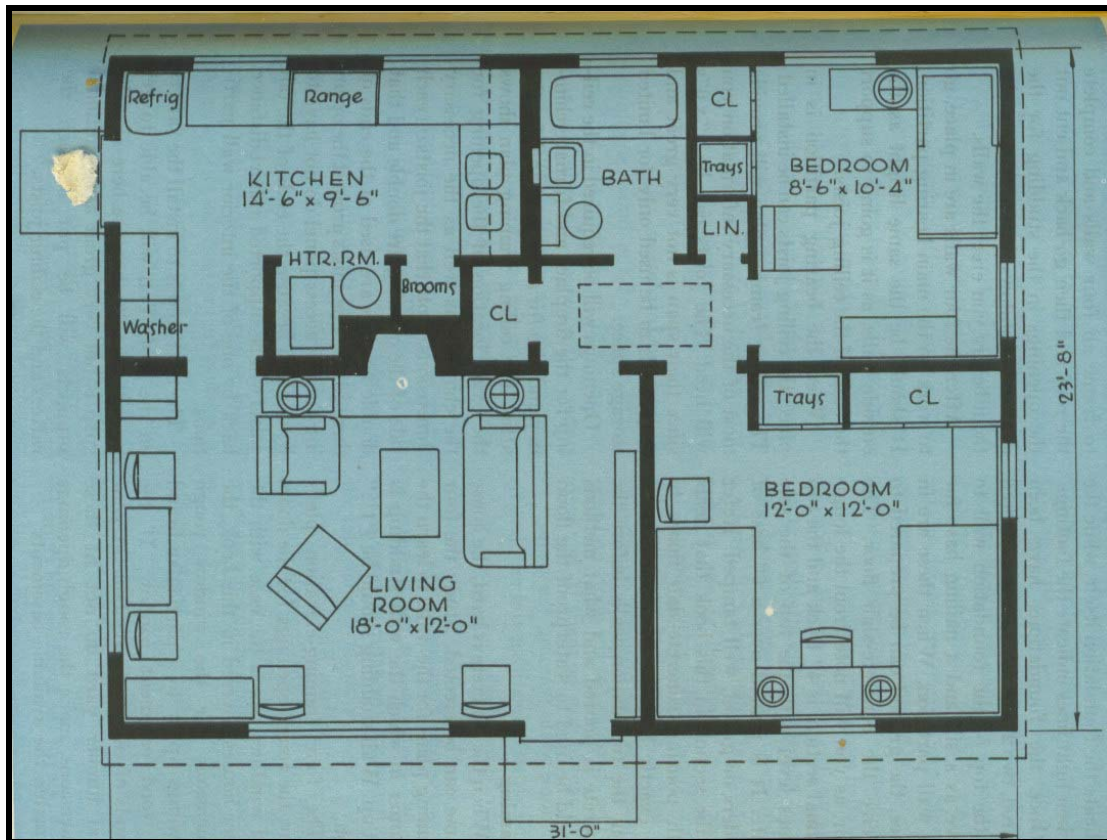 Refrig
Range
KITCHEN
14'-6" x 9'-6"
BATH
CL
Trays
LIN.
BEDROOM
8'-6" x 10'-4"
HTR. RM.
Brooms
CL
Washer
Trays
CL
BEDROOM
12'-0" x 12'-0"
LIVING
ROOM
18'-0" x 12'-0"
23'-8"
31'-0"